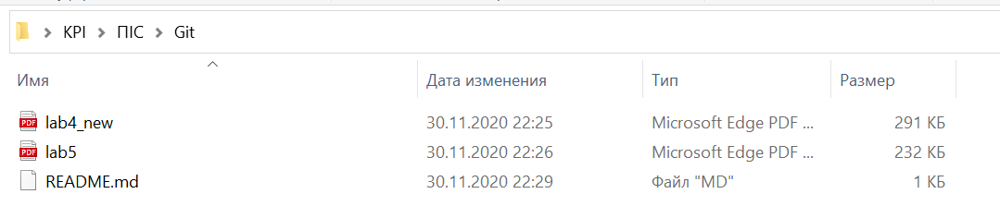 KPI > ПІС > Git
Имя Дата изменения Тип Размер
PDF lab4_new 30.11.2020 22:25 Microsoft Edge PDF ... 291 КБ
PDF lab5 30.11.2020 22:26 Microsoft Edge PDF ... 232 КБ
README.md 30.11.2020 22:29 Файл "MD" 1 КБ